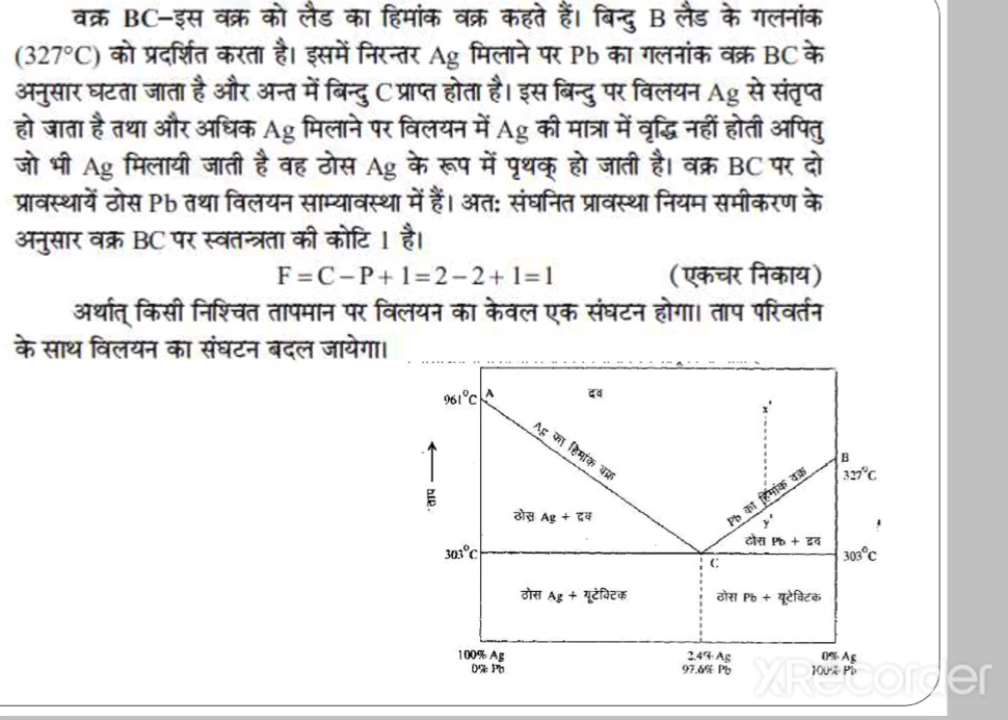 वक्र BC–इस वक्र को लैड का हिमांक वक्र कहते हैं। बिन्दु B लैड के गलनांक
(327°C) को प्रदर्शित करता है। इसमें निरन्तर Ag मिलाने पर Pb का गलनांक वक्र BC के
अनुसार घटता जाता है और अन्त में बिन्दु C प्राप्त होता है। इस बिन्दु पर विलयन Ag से संतृप्त
हो जाता है तथा और अधिक Ag मिलाने पर विलयन में Ag की मात्रा में वृद्धि नहीं होती अपितु
जो भी Ag मिलायी जाती है वह ठोस Ag के रूप में पृथक् हो जाती है। वक्र BC पर दो
प्रावस्थायें ठोस Pb तथा विलयन साम्यावस्था में हैं। अतः संघनित प्रावस्था नियम समीकरण के
अनुसार वक्र BC पर स्वतन्त्रता की कोटि 1 है।
F = C – P + 1 = 2 – 2 + 1 = 1 (एकचर निकाय)
अर्थात् किसी निश्चित तापमान पर विलयन का केवल एक संघटन होगा। ताप परिवर्तन
के साथ विलयन का संघटन बदल जायेगा।
961°C A द्रव
x'
Ag का हिमांक वक्र
B
327°C
Pb का हिमांक वक्र
ताप
ठोस Ag + द्रव
y'
ठोस Pb + द्रव
303°C C 303°C
ठोस Ag + यूटेक्टिक ठोस Pb + यूटेक्टिक
100% Ag 2.4% Ag 0% Ag
0% Pb 97.6% Pb 100% Pb
XRecorder